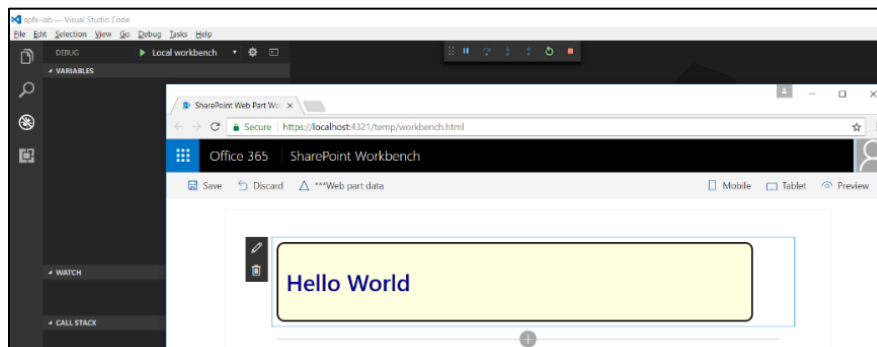 spfx-lab — Visual Studio Code
File Edit Selection View Go Debug Tasks Help
DEBUG Local workbench
VARIABLES
SharePoint Web Part Wor
Secure https://localhost:4321/temp/workbench.html
Office 365 SharePoint Workbench
Save Discard ***Web part data Mobile Tablet Preview
Hello World
WATCH
CALL STACK